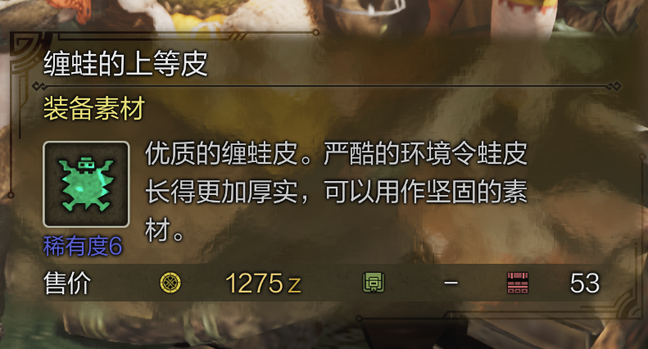 缠蛙的上等皮
装备素材
优质的缠蛙皮。严酷的环境令蛙皮
长得更加厚实，可以用作坚固的素
材。
稀有度6
售价 1275z – 53